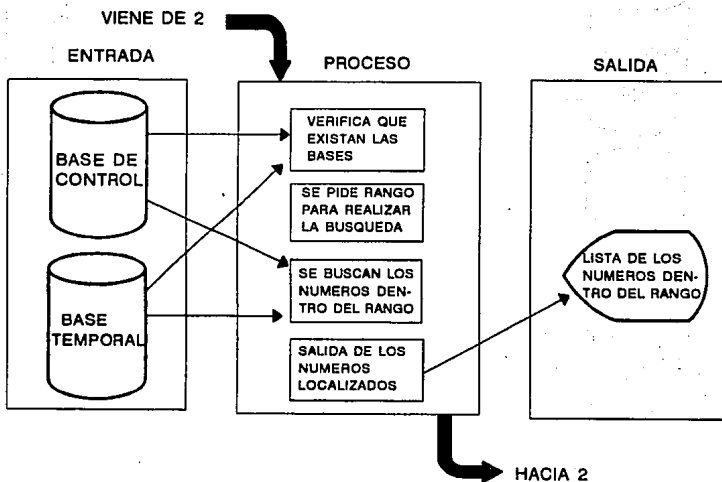 VIENE DE 2
ENTRADA
PROCESO
SALIDA
BASE DE
CONTROL
BASE
TEMPORAL
VERIFICA QUE
EXISTAN LAS
BASES
SE PIDE RANGO
PARA REALIZAR
LA BUSQUEDA
SE BUSCAN LOS
NUMEROS DEN-
TRO DEL RANGO
SALIDA DE LOS
NUMEROS
LOCALIZADOS
LISTA DE LOS
NUMEROS DEN-
TRO DEL RANGO
HACIA 2